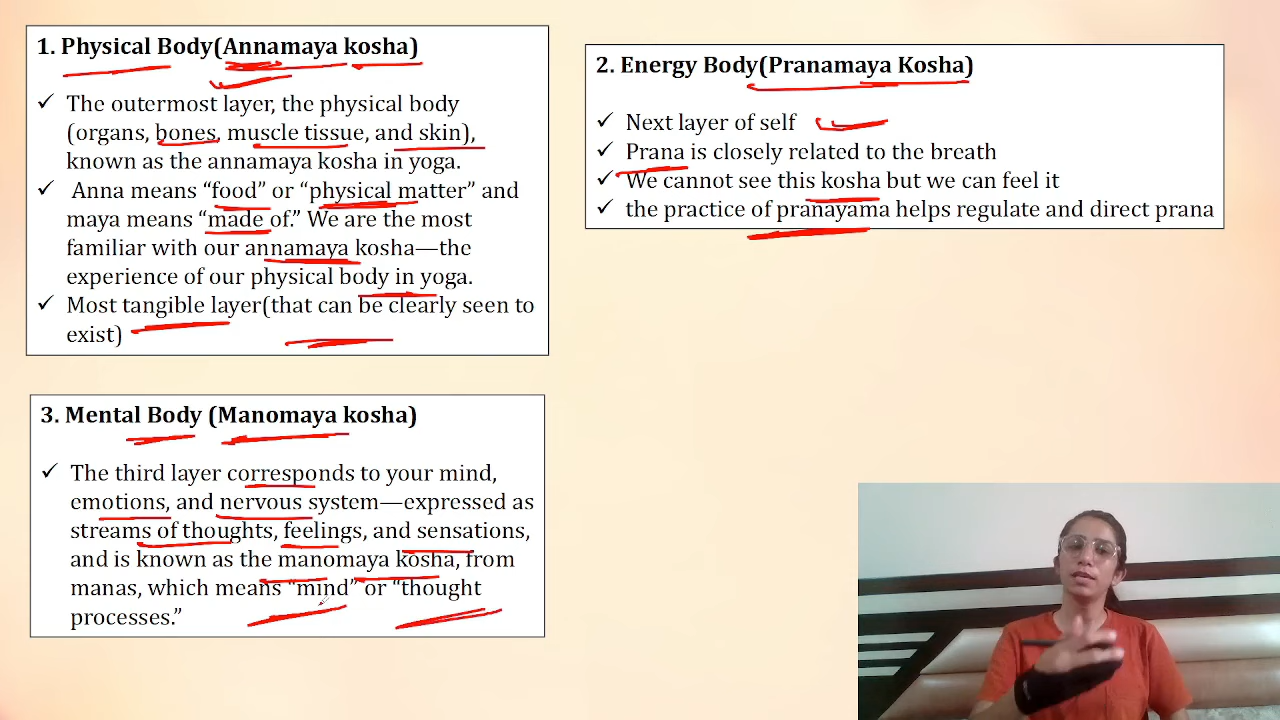 1. Physical Body(Annamaya kosha)
✓ The outermost layer, the physical body
(organs, bones, muscle tissue, and skin),
known as the annamaya kosha in yoga.
✓ Anna means “food” or “physical matter” and
maya means “made of.” We are the most
familiar with our annamaya kosha—the
experience of our physical body in yoga.
✓ Most tangible layer(that can be clearly seen to
exist)
2. Energy Body(Pranamaya Kosha)
✓ Next layer of self
✓ Prana is closely related to the breath
✓ We cannot see this kosha but we can feel it
✓ the practice of pranayama helps regulate and direct prana
3. Mental Body (Manomaya kosha)
✓ The third layer corresponds to your mind,
emotions, and nervous system—expressed as
streams of thoughts, feelings, and sensations,
and is known as the manomaya kosha, from
manas, which means “mind” or “thought
processes.”